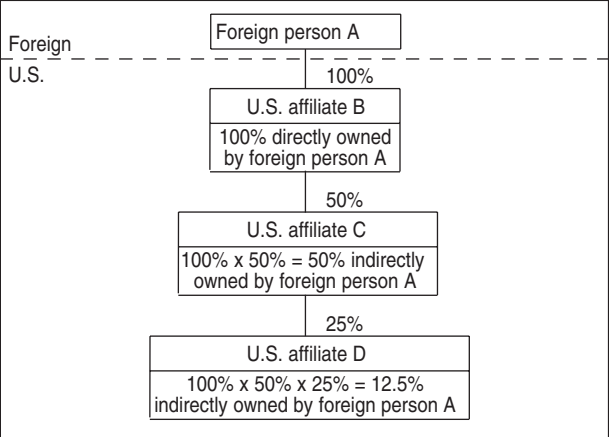 Foreign person A
Foreign
U.S.
100%
U.S. affiliate B
100% directly owned
by foreign person A
50%
U.S. affiliate C
100% x 50% = 50% indirectly
owned by foreign person A
25%
U.S. affiliate D
100% x 50% x 25% = 12.5%
indirectly owned by foreign person A